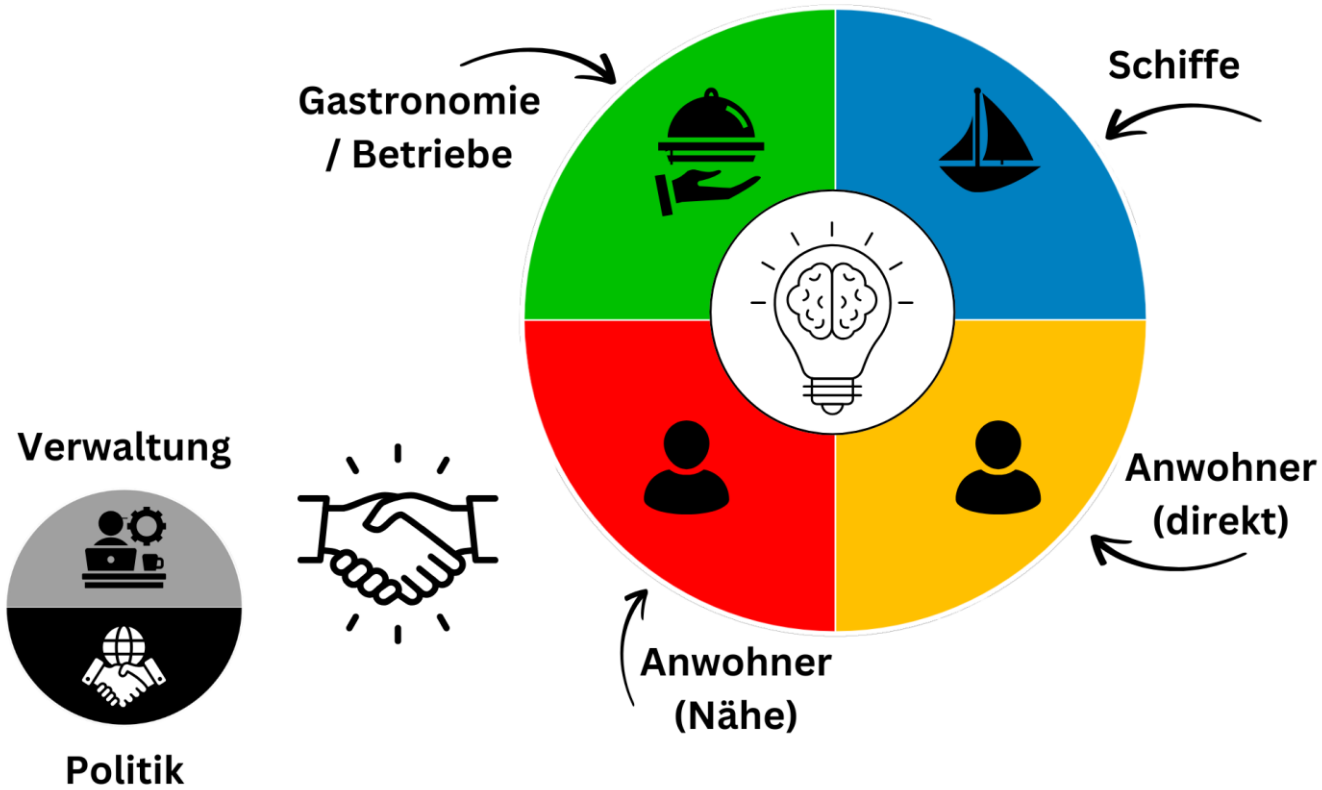 Gastronomie
/ Betriebe
Schiffe
Verwaltung
Anwohner
(direkt)
Anwohner
(Nähe)
Politik